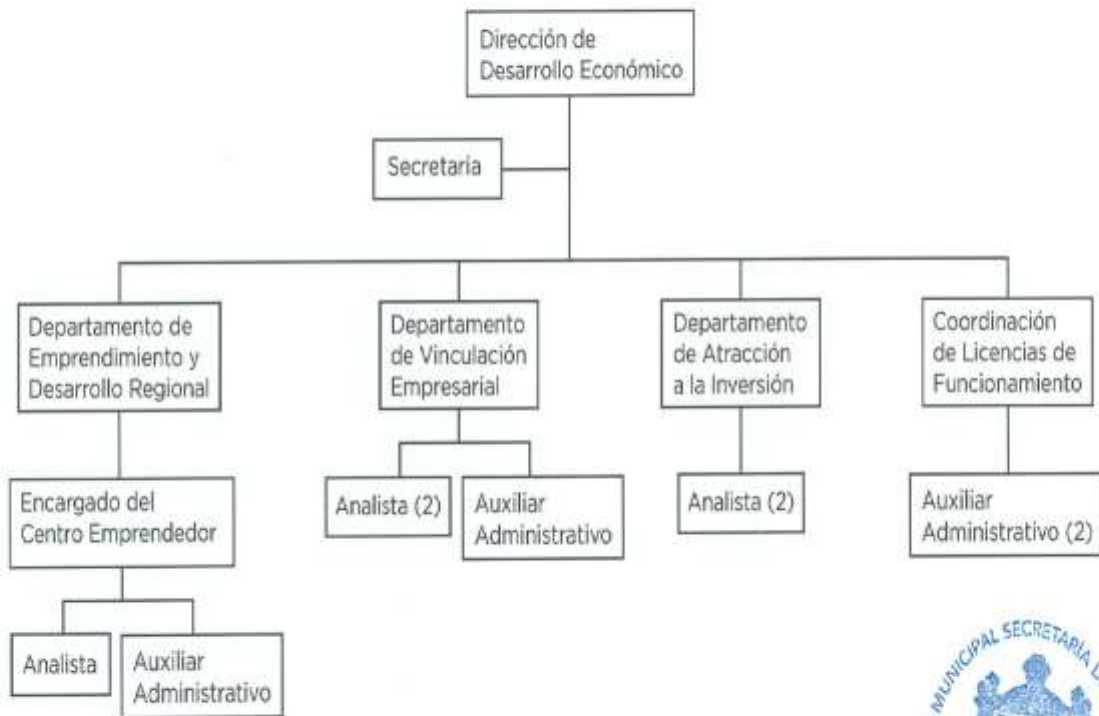 Dirección de
Desarrollo Económico
Secretaria
Departamento de
Emprendimiento y
Desarrollo Regional
Departamento
de Vinculación
Empresarial
Departamento
de Atracción
a la Inversión
Coordinación
de Licencias de
Funcionamiento
Encargado del
Centro Emprendedor
Analista (2)
Auxiliar
Administrativo
Analista (2)
Auxiliar
Administrativo (2)
Analista
Auxiliar
Administrativo
MUNICIPAL SECRETARÍA